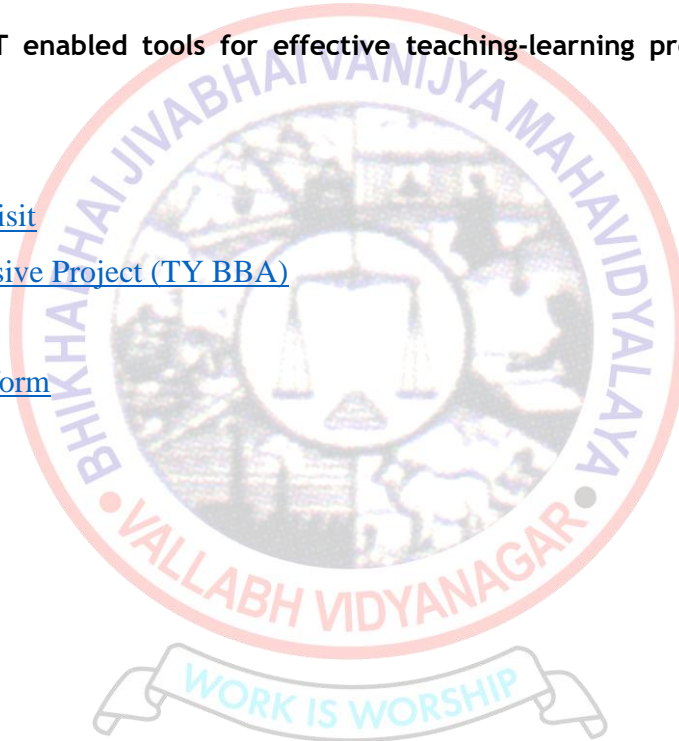 T enabled tools for effective teaching-learning pr
isit
sive Project (TY BBA)
form
BHIKHABHAI JIVABHAI VANIJYA MAHAVIDYALAYA
VALLABH VIDYANAGAR
WORK IS WORSHIP